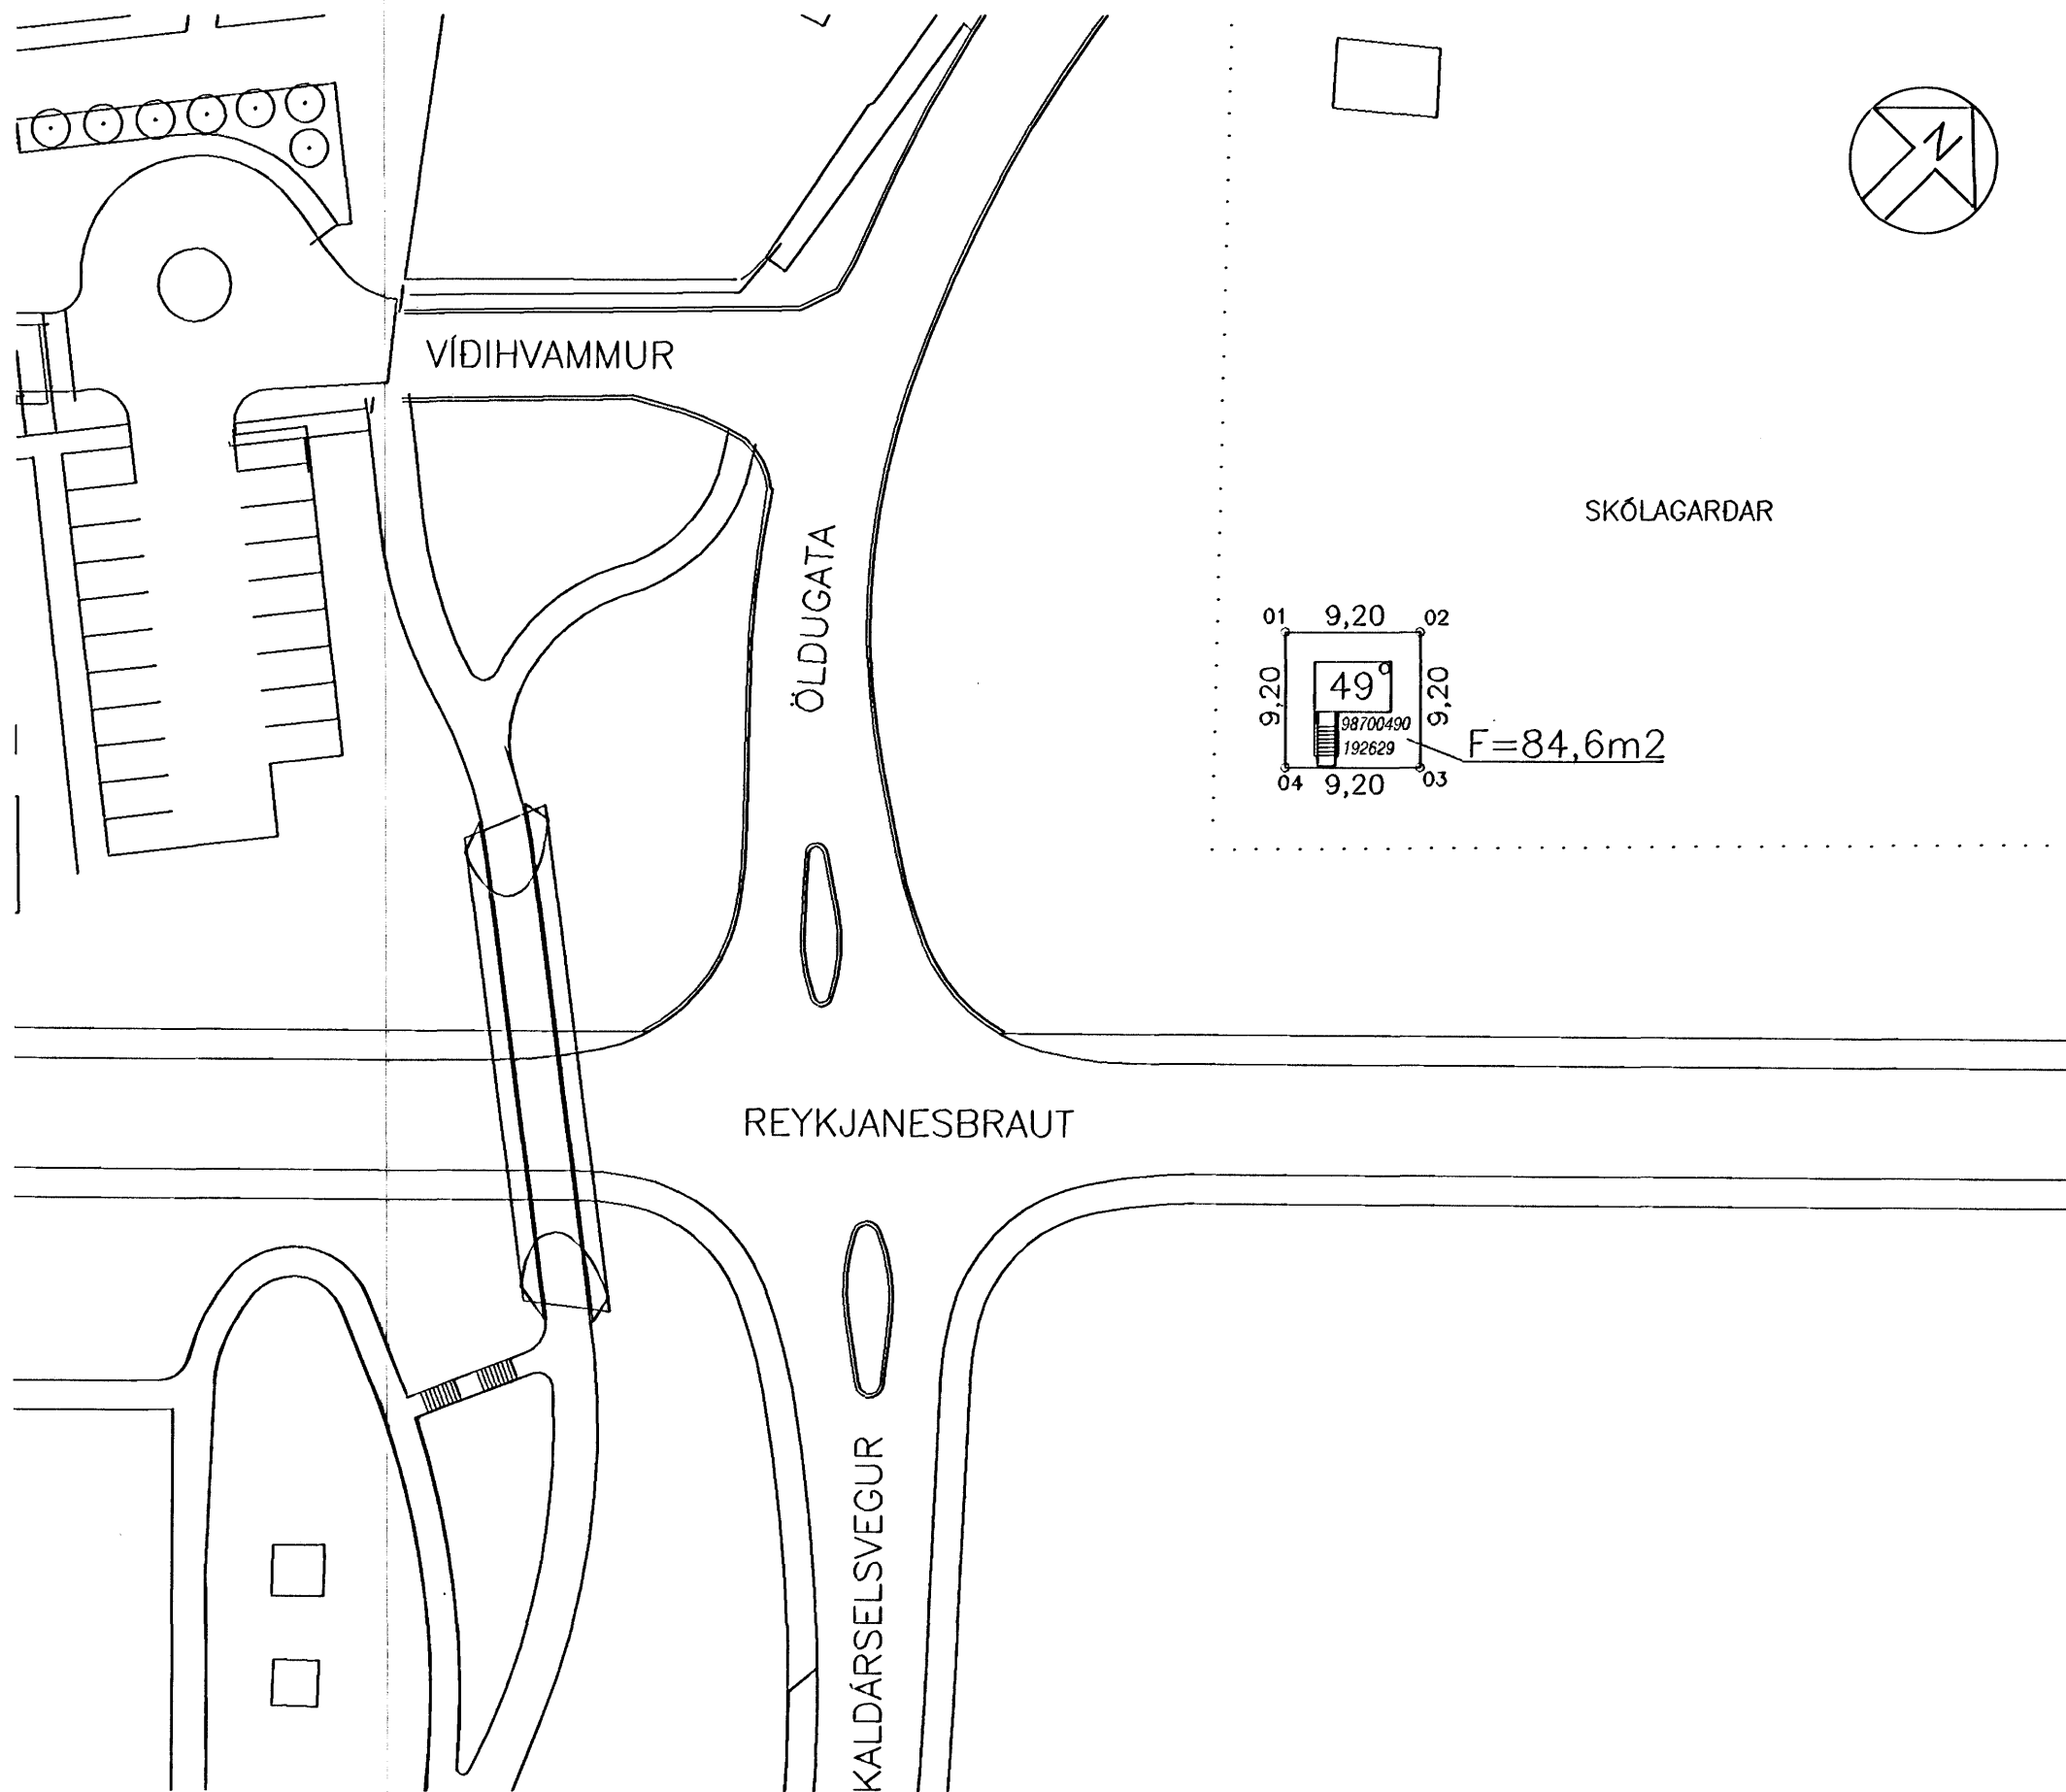 N
VÍÐIHVAMMUR
SKÓLAGARÐAR
ÖLDUGATA
01 9,20 02
9,20
49
9,20
98700490
192629
F=84,6m2
04 9,20 03
REYKJANESBRAUT
KALDÁRSELSVEGUR